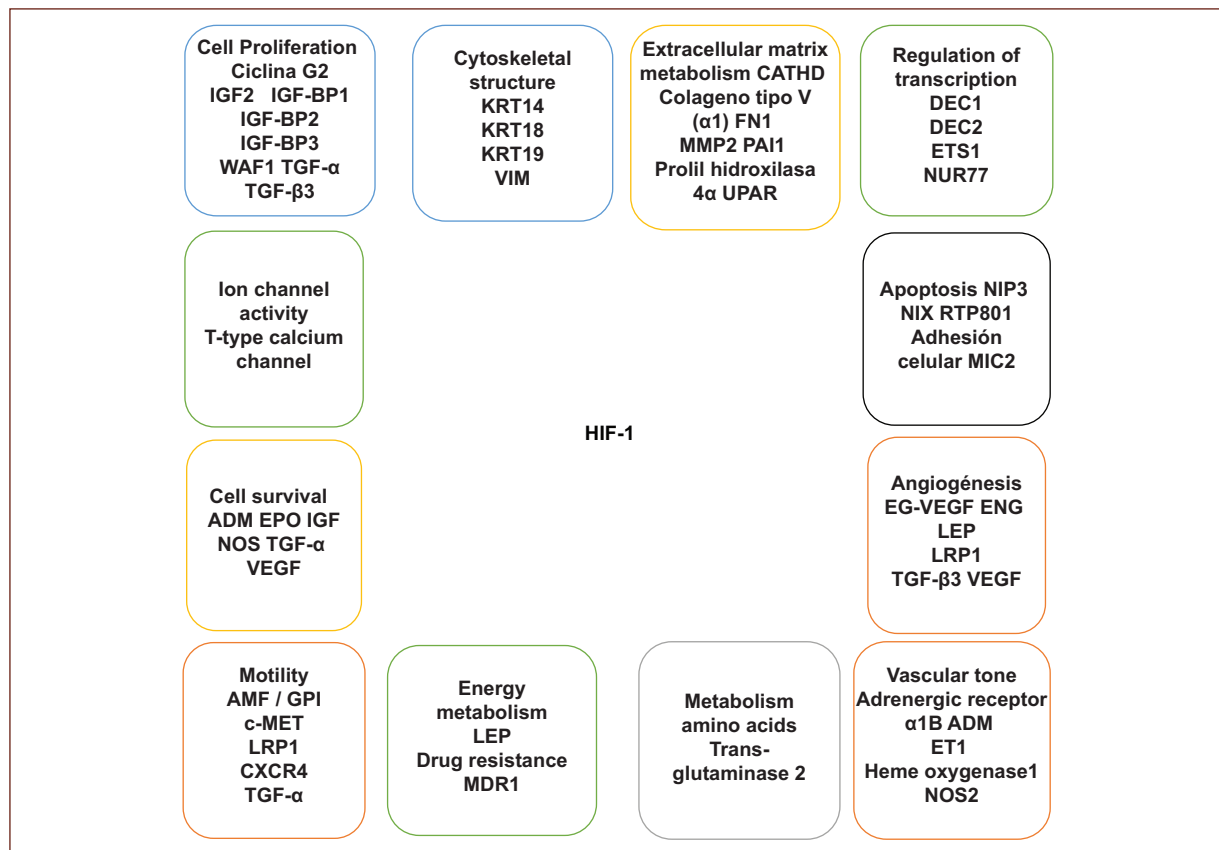 Cell Proliferation
Ciclina G2
IGF2 IGF-BP1
IGF-BP2
IGF-BP3
WAF1 TGF-α
TGF-β3
Cytoskeletal
structure
KRT14
KRT18
KRT19
VIM
Extracellular matrix
metabolism CATHD
Colageno tipo V
(α1) FN1
MMP2 PAI1
Prolil hidroxilasa
4α UPAR
Regulation of
transcription
DEC1
DEC2
ETS1
NUR77
Ion channel
activity
T-type calcium
channel
Apoptosis NIP3
NIX RTP801
Adhesión
celular MIC2
HIF-1
Cell survival
ADM EPO IGF
NOS TGF-α
VEGF
Angiogénesis
EG-VEGF ENG
LEP
LRP1
TGF-β3 VEGF
Motility
AMF / GPI
c-MET
LRP1
CXCR4
TGF-α
Energy
metabolism
LEP
Drug resistance
MDR1
Metabolism
amino acids
Trans-
glutaminase 2
Vascular tone
Adrenergic receptor
α1B ADM
ET1
Heme oxygenase1
NOS2